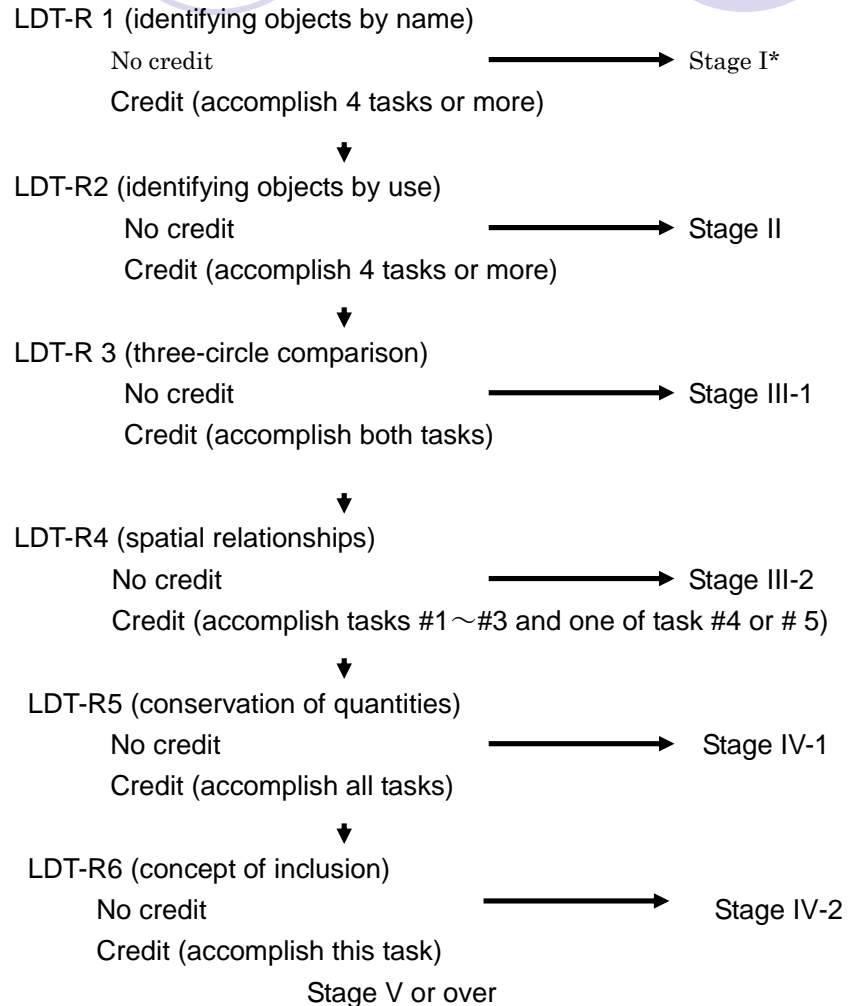 LDT-R 1 (identifying objects by name)
No credit Stage I*
Credit (accomplish 4 tasks or more)
LDT-R2 (identifying objects by use)
No credit Stage II
Credit (accomplish 4 tasks or more)
LDT-R 3 (three-circle comparison)
No credit Stage III-1
Credit (accomplish both tasks)
LDT-R4 (spatial relationships)
No credit Stage III-2
Credit (accomplish tasks #1～#3 and one of task #4 or # 5)
LDT-R5 (conservation of quantities)
No credit Stage IV-1
Credit (accomplish all tasks)
LDT-R6 (concept of inclusion)
No credit Stage IV-2
Credit (accomplish this task)
Stage V or over